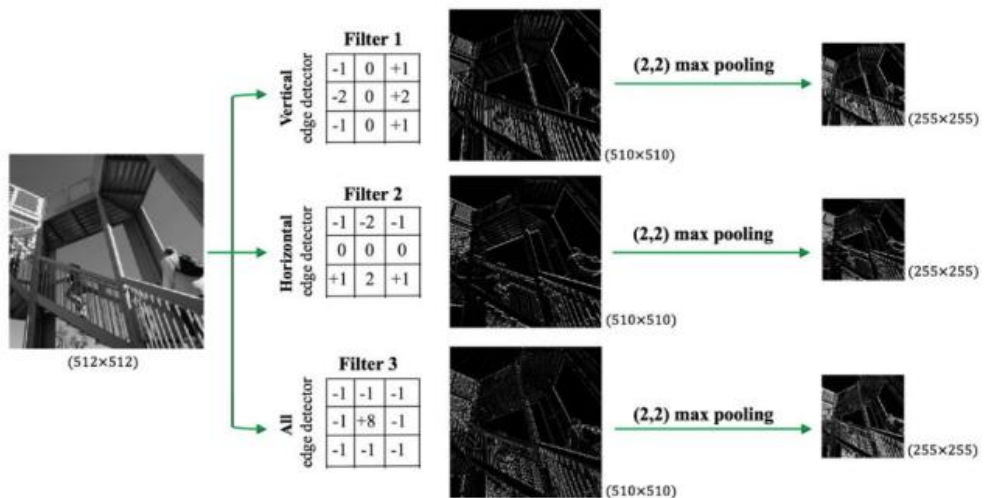 Filter 1
Vertical
edge detector
-1 0 +1
-2 0 +2
-1 0 +1
(510×510)
(2,2) max pooling
(255×255)
(512×512)
Filter 2
Horizontal
edge detector
-1 -2 -1
0 0 0
+1 2 +1
(510×510)
(2,2) max pooling
(255×255)
Filter 3
All
edge detector
-1 -1 -1
-1 +8 -1
-1 -1 -1
(510×510)
(2,2) max pooling
(255×255)